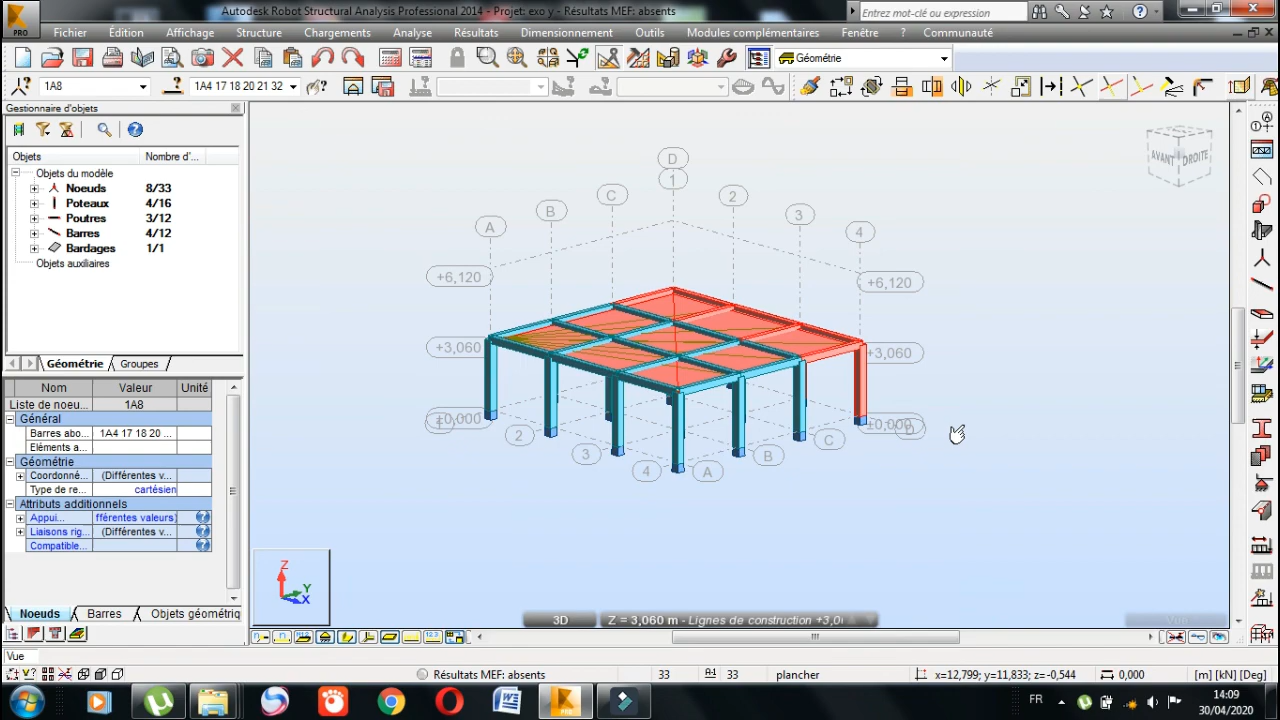 Autodesk Robot Structural Analysis Professional 2014 - Projet: exo y - Résultats MEF: absents
Entrez mot-clé ou expression
PRO
Fichier Édition Affichage Structure Chargements Analyse Résultats Dimensionnement Outils Modules complémentaires Fenêtre ? Communauté
Géométrie
1A8
1A4 17 18 20 21 32
Gestionnaire d'objets
Objets Nombre d'...
Objets du modèle
Noeuds 8/33
Poteaux 4/16
Poutres 3/12
Barres 4/12
Bardages 1/1
Objets auxiliaires
Géométrie Groupes
Nom Valeur Unité
Liste de noeu... 1A8
Général
Barres abo... 1A4 17 18 20 ...
Eléments a...
Géométrie
Coordonné... (Différentes v...
Type de re... cartésien
Attributs additionnels
Appui... fférentes valeurs)
Liaisons rig... (Différentes v...
Compatible...
Noeuds Barres Objets géométriq
AVANT DROITE
D
1
C 2
B 3
A 4
+6,120 +6,120
+3,060 +3,060
±0,000 ±0,000 D
2 C
3 B
4 A
Z
Y
X
3D
Z = 3,060 m - Lignes de construction +3,0
Vue
Vue
Résultats MEF: absents 33 33 plancher x=12,799; y=11,833; z=-0,544 0,000 [m] [kN] [Deg]
FR
14:09
30/04/2020
PRO